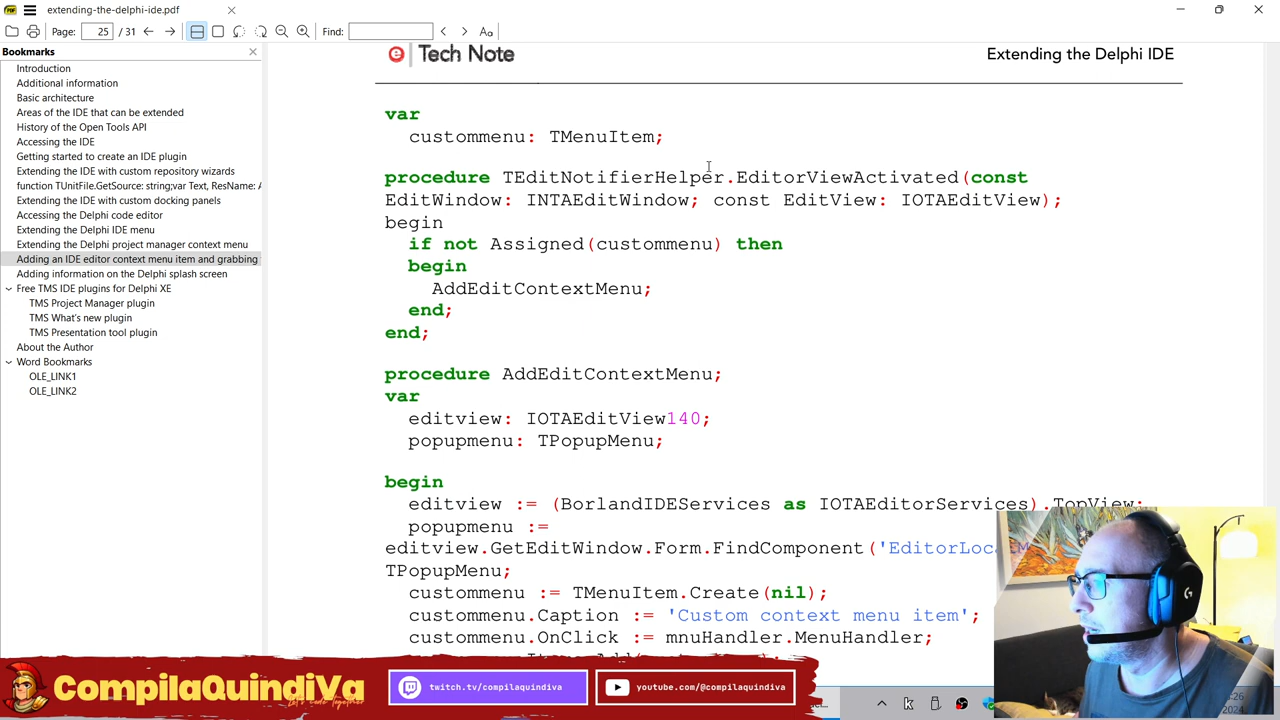 extending-the-delphi-ide.pdf
Page: 25 / 31
Find:
Bookmarks
Introduction
Additional information
Basic architecture
Areas of the IDE that can be extended
History of the Open Tools API
Accessing the IDE
Getting started to create an IDE plugin
Extending the IDE with custom repository wizards
function TUnitFile.GetSource: string;var Text, ResName: A
Extending the IDE with custom docking panels
Accessing the Delphi code editor
Extending the Delphi IDE menu
Extending the Delphi project manager context menu
Adding an IDE editor context menu item and grabbing
Adding information on the Delphi splash screen
Free TMS IDE plugins for Delphi XE
TMS Project Manager plugin
TMS What's new plugin
TMS Presentation tool plugin
About the Author
Word Bookmarks
OLE_LINK1
OLE_LINK2
e | Tech Note
Extending the Delphi IDE
var
custommenu: TMenuItem;
procedure TEditNotifierHelper.EditorViewActivated(const
EditWindow: INTAEditWindow; const EditView: IOTAEditView);
begin
if not Assigned(custommenu) then
begin
AddEditContextMenu;
end;
end;
procedure AddEditContextMenu;
var
editview: IOTAEditView140;
popupmenu: TPopupMenu;
begin
editview := (BorlandIDEServices as IOTAEditorServices).TopView;
popupmenu :=
editview.GetEditWindow.Form.FindComponent('EditorLocalM
TPopupMenu;
custommenu := TMenuItem.Create(nil);
custommenu.Caption := 'Custom context menu item';
custommenu.OnClick := mnuHandler.MenuHandler;
CompilaQuindiVa
Let's code together
twitch.tv/compilaquindiva
youtube.com/@compilaquindiva